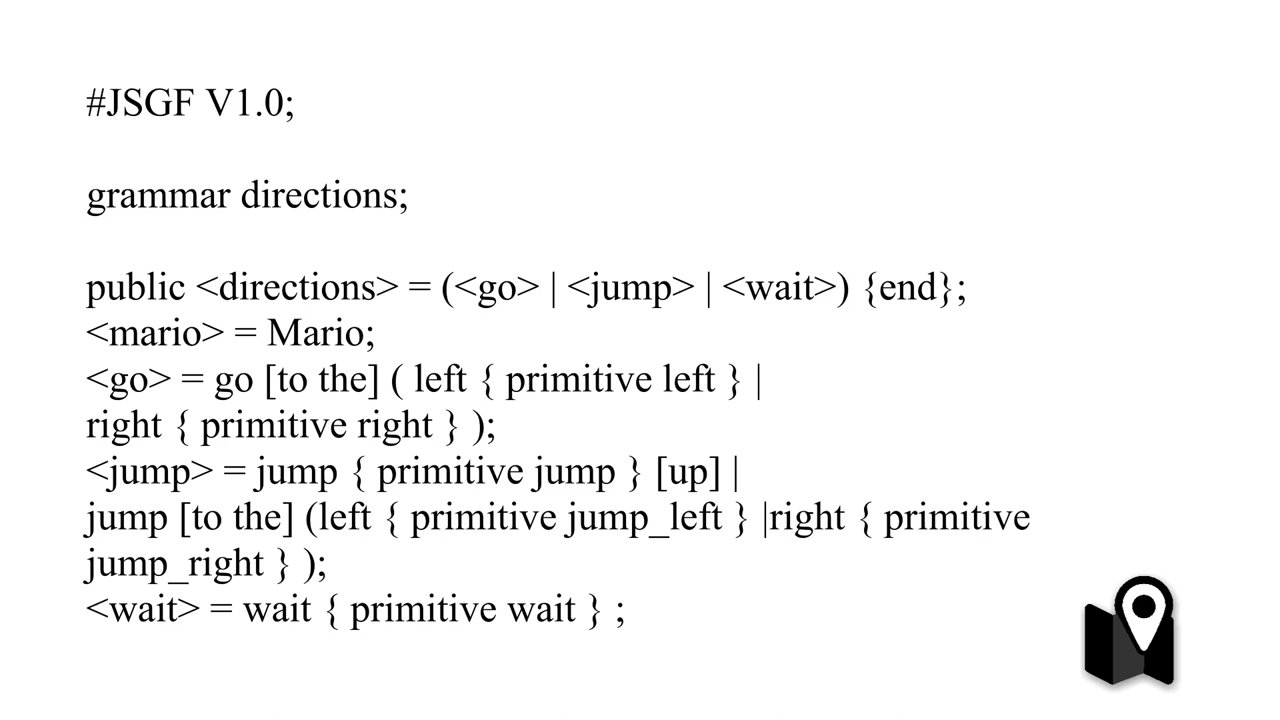 #JSGF V1.0;
grammar directions;
public <directions> = (<go> | <jump> | <wait>) {end};
<mario> = Mario;
<go> = go [to the] ( left { primitive left } |
right { primitive right } );
<jump> = jump { primitive jump } [up] |
jump [to the] (left { primitive jump_left } |right { primitive
jump_right } );
<wait> = wait { primitive wait } ;